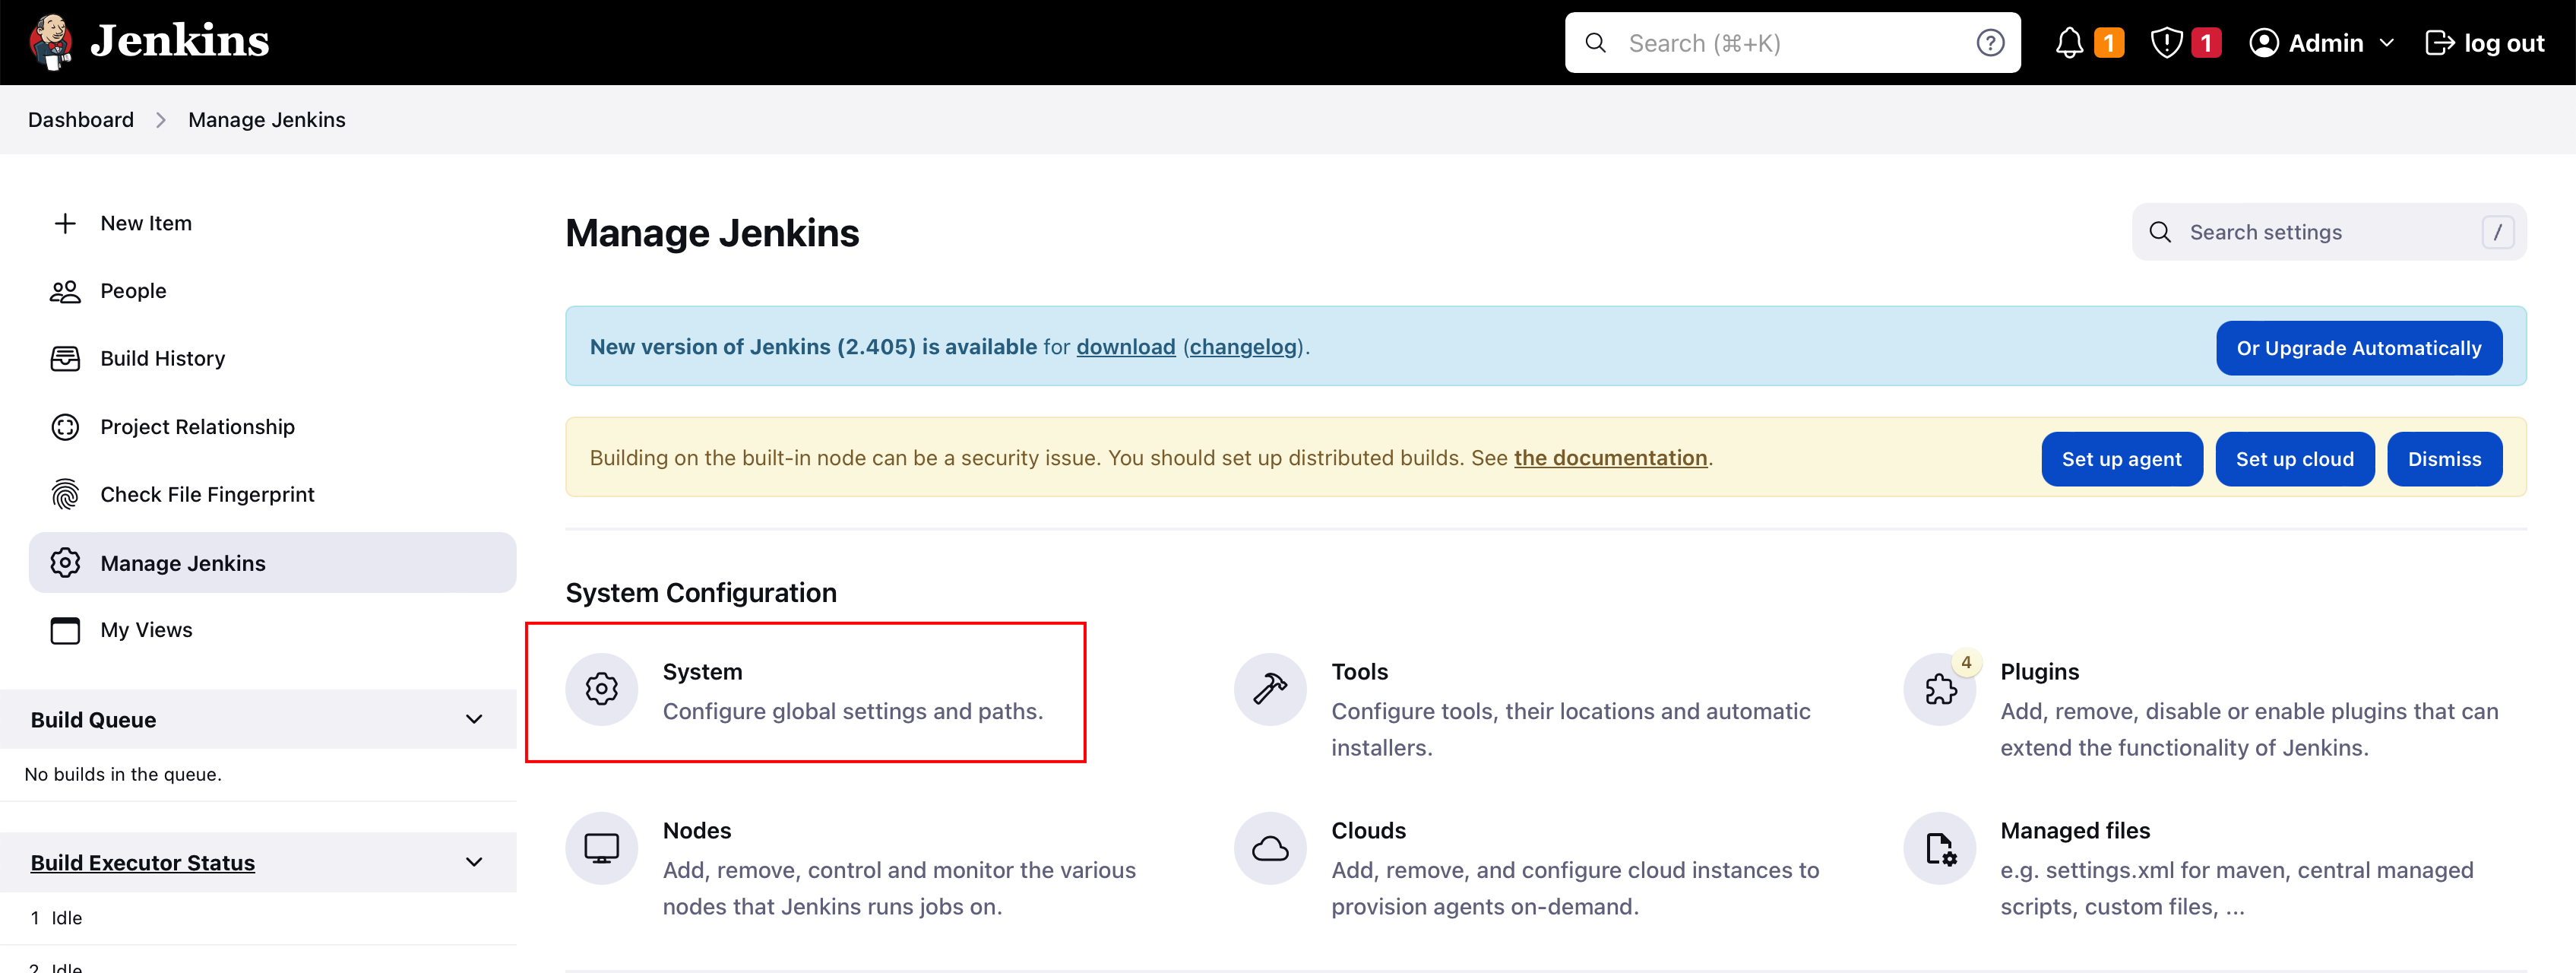 Jenkins
Search (⌘+K)
?
1
1
Admin
log out
Dashboard
Manage Jenkins
New Item
People
Build History
Project Relationship
Check File Fingerprint
Manage Jenkins
My Views
Build Queue
No builds in the queue.
Build Executor Status
1 Idle
2 Idle
Manage Jenkins
Search settings
/
New version of Jenkins (2.405) is available for download (changelog).
Or Upgrade Automatically
Building on the built-in node can be a security issue. You should set up distributed builds. See the documentation.
Set up agent
Set up cloud
Dismiss
System Configuration
System
Configure global settings and paths.
Tools
Configure tools, their locations and automatic
installers.
4
Plugins
Add, remove, disable or enable plugins that can
extend the functionality of Jenkins.
Nodes
Add, remove, control and monitor the various
nodes that Jenkins runs jobs on.
Clouds
Add, remove, and configure cloud instances to
provision agents on-demand.
Managed files
e.g. settings.xml for maven, central managed
scripts, custom files, ...